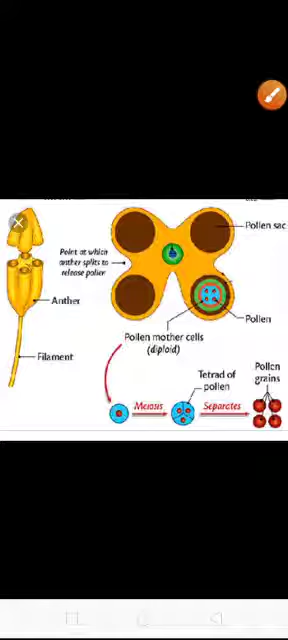 Pollen sac
Point at which
anther splits to
release pollen
Anther
Pollen
Pollen mother cells
(diploid)
Filament
Pollen
grains
Tetrad of
pollen
Meiosis
Separates